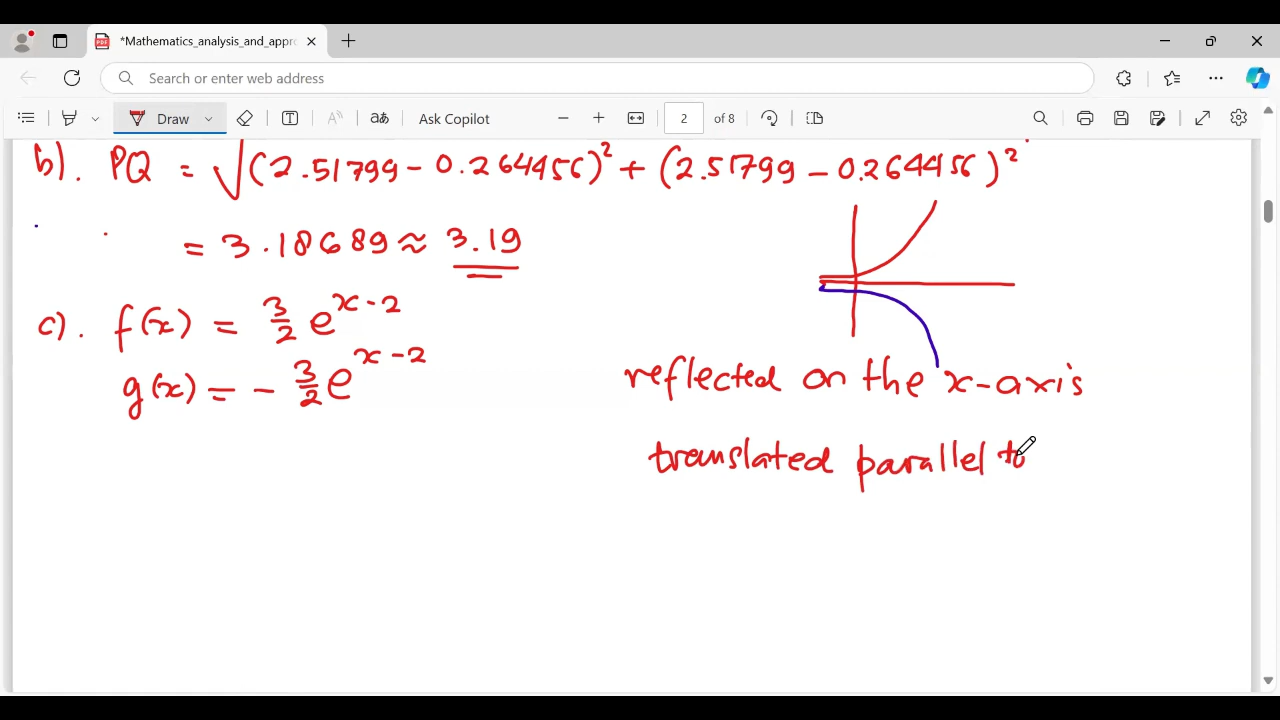 *Mathematics_analysis_and_appro
Search or enter web address
Draw
Ask Copilot
2 of 8
b). PQ = √(2.51799 - 0.264456)² + (2.51799 - 0.264456)²
= 3.18689 ≈ 3.19
c). f(x) = 3/2 e^(x-2)
g(x) = - 3/2 e^(x-2)
reflected on the x-axis
translated parallel to